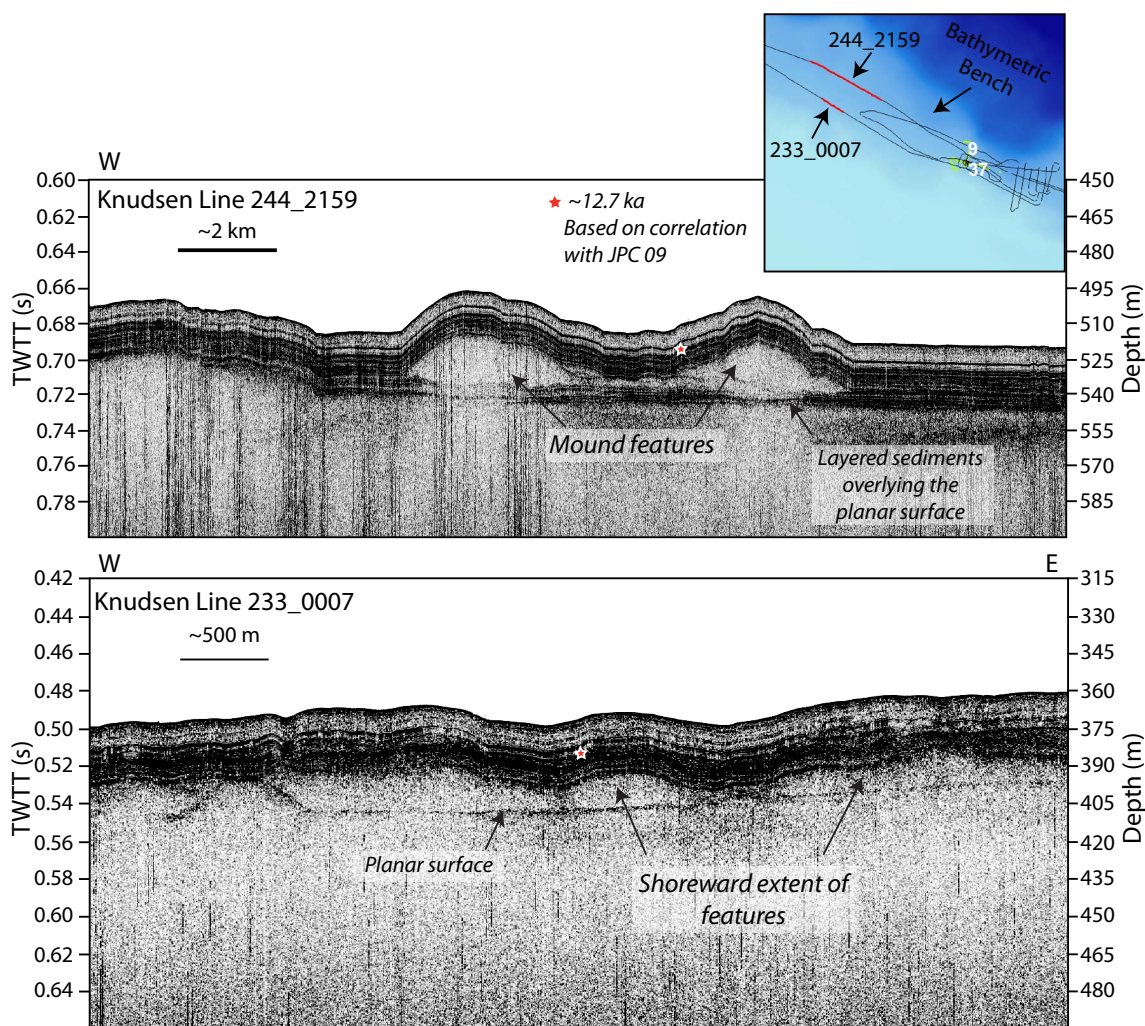 244_2159
Bathymetric
Bench
233_0007
9
37
W
Knudsen Line 244_2159
~2 km
~12.7 ka
Based on correlation
with JPC 09
TWTT (s)
0.60
0.62
0.64
0.66
0.68
0.70
0.72
0.74
0.76
0.78
450
465
480
495
510
525
540
555
570
585
Depth (m)
Mound features
Layered sediments
overlying the
planar surface
W
E
Knudsen Line 233_0007
~500 m
TWTT (s)
0.42
0.44
0.46
0.48
0.50
0.52
0.54
0.56
0.58
0.60
0.62
0.64
315
330
345
360
375
390
405
420
435
450
465
480
Depth (m)
Planar surface
Shoreward extent of
features